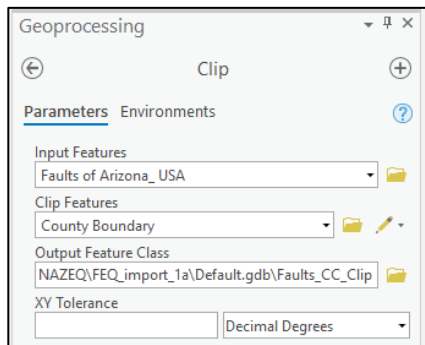 Geoprocessing
Clip
Parameters Environments
Input Features
Faults of Arizona_ USA
Clip Features
County Boundary
Output Feature Class
NAZEQ\FEQ_import_1a\Default.gdb\Faults_CC_Clip
XY Tolerance
Decimal Degrees